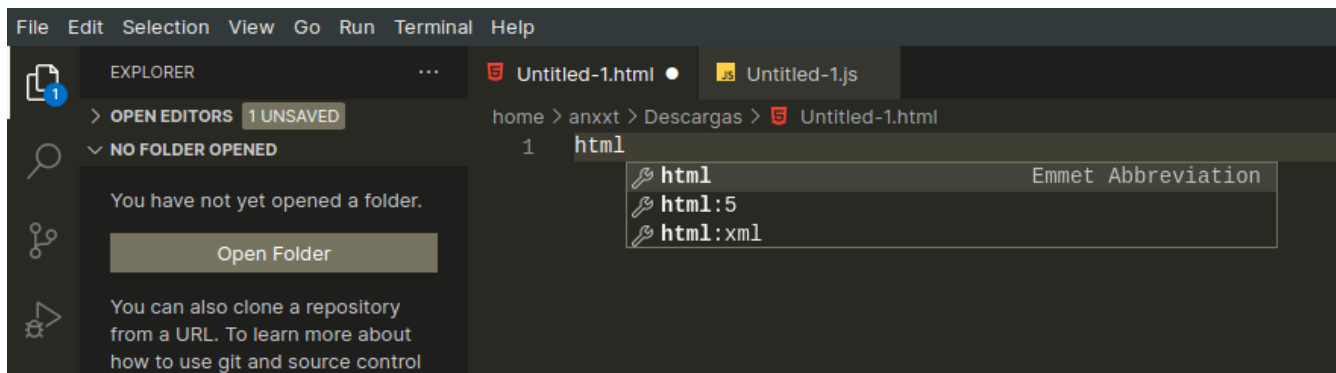 File Edit Selection View Go Run Terminal Help
EXPLORER ...
1
OPEN EDITORS 1 UNSAVED
NO FOLDER OPENED
You have not yet opened a folder.
Open Folder
You can also clone a repository
from a URL. To learn more about
how to use git and source control
Untitled-1.html JS Untitled-1.js
home > anxxt > Descargas > Untitled-1.html
1 html
html Emmet Abbreviation
html:5
html:xml